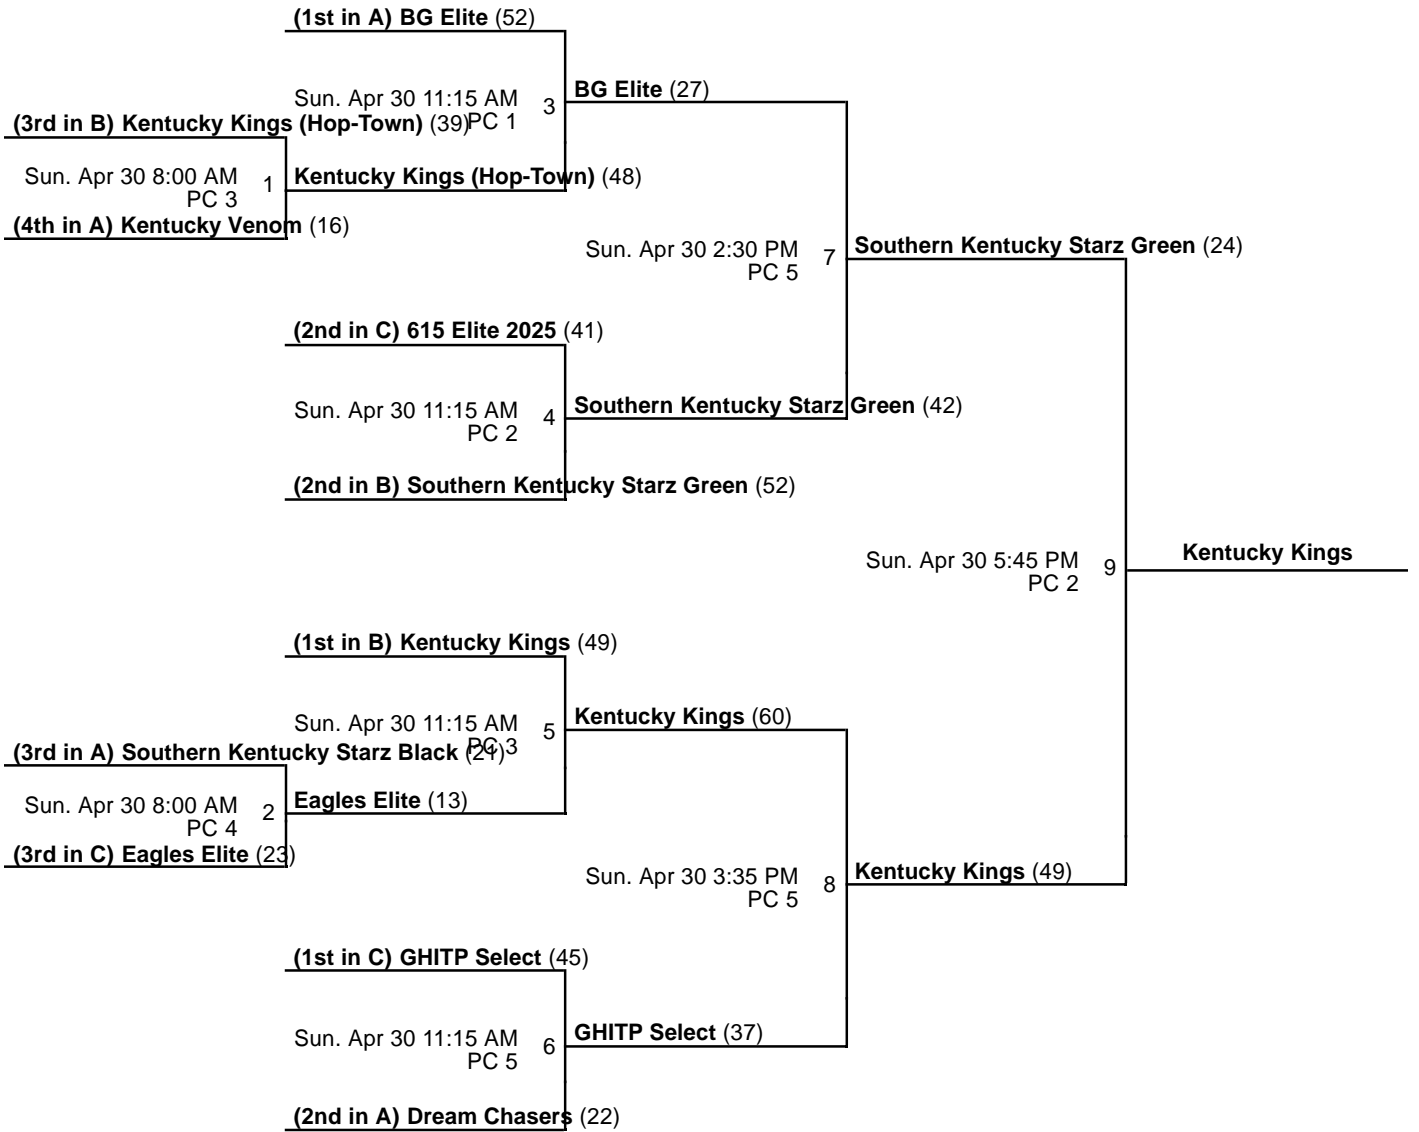 (1st in A) BG Elite (52)
BG Elite (27)
Sun. Apr 30 11:15 AM
3
PC 1
(3rd in B) Kentucky Kings (Hop-Town) (39)
Sun. Apr 30 8:00 AM
1
PC 3
Kentucky Kings (Hop-Town) (48)
(4th in A) Kentucky Venom (16)
Southern Kentucky Starz Green (24)
Sun. Apr 30 2:30 PM
7
PC 5
(2nd in C) 615 Elite 2025 (41)
Sun. Apr 30 11:15 AM
4
PC 2
Southern Kentucky Starz Green (42)
(2nd in B) Southern Kentucky Starz Green (52)
Kentucky Kings
Sun. Apr 30 5:45 PM
9
PC 2
(1st in B) Kentucky Kings (49)
Kentucky Kings (60)
Sun. Apr 30 11:15 AM
5
PC 3
(3rd in A) Southern Kentucky Starz Black (21)
Sun. Apr 30 8:00 AM
2
PC 4
Eagles Elite (13)
(3rd in C) Eagles Elite (23)
Kentucky Kings (49)
Sun. Apr 30 3:35 PM
8
PC 5
(1st in C) GHITP Select (45)
Sun. Apr 30 11:15 AM
6
PC 5
GHITP Select (37)
(2nd in A) Dream Chasers (22)